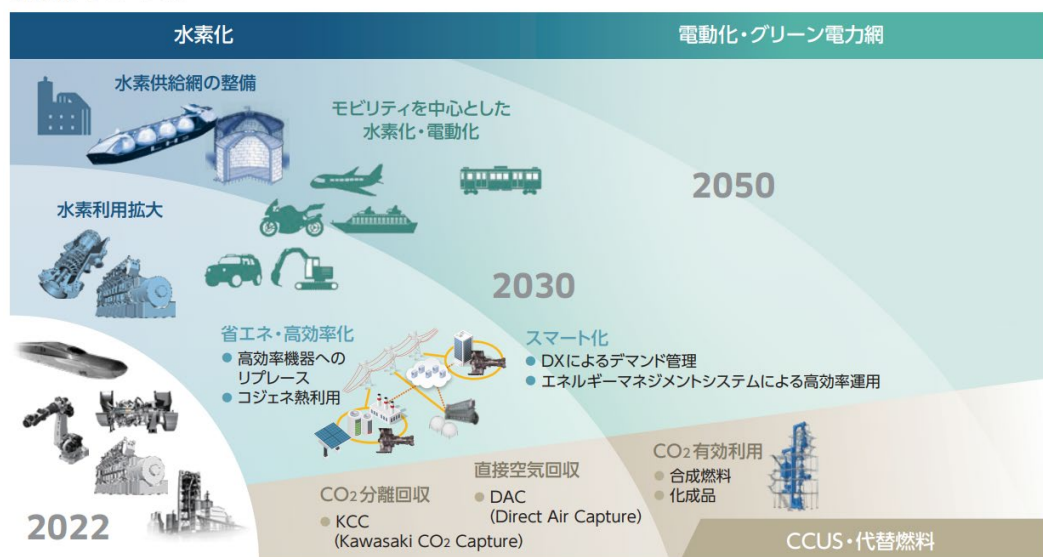 水素化
電動化・グリーン電力網
水素供給網の整備
モビリティを中心とした
水素化・電動化
2050
水素利用拡大
2030
省エネ・高効率化
● 高効率機器への
リプレース
● コジェネ熱利用
スマート化
● DXによるデマンド管理
● エネルギーマネジメントシステムによる高効率運用
CO2分離回収
● KCC
(Kawasaki CO2 Capture)
直接空気回収
● DAC
(Direct Air Capture)
CO2有効利用
● 合成燃料
● 化成品
2022
CCUS・代替燃料